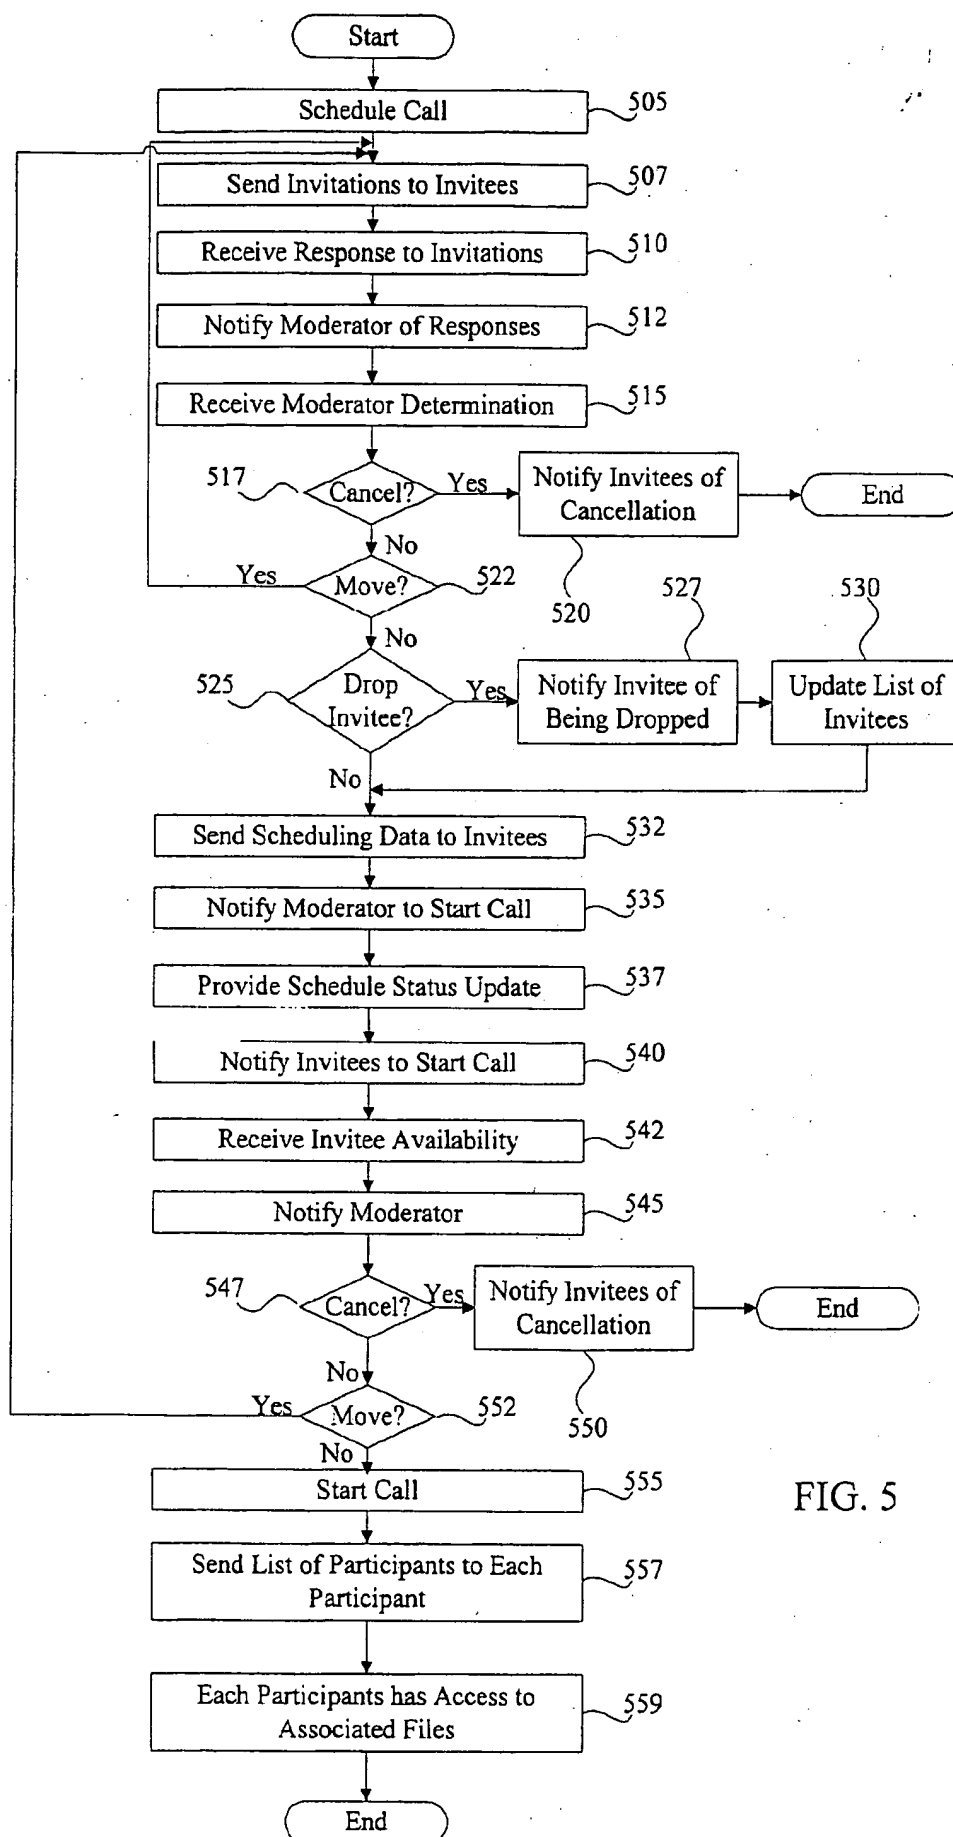 Start
Schedule Call
505
Send Invitations to Invitees
507
Receive Response to Invitations
510
Notify Moderator of Responses
512
Receive Moderator Determination
515
517
Cancel?
Yes
Notify Invitees of
Cancellation
End
520
No
Yes
Move?
522
No
527
530
525
Drop
Invitee?
Yes
Notify Invitee of
Being Dropped
Update List of
Invitees
No
Send Scheduling Data to Invitees
532
Notify Moderator to Start Call
535
Provide Schedule Status Update
537
Notify Invitees to Start Call
540
Receive Invitee Availability
542
Notify Moderator
545
547
Cancel?
Yes
Notify Invitees of
Cancellation
End
550
No
Yes
Move?
552
No
Start Call
555
FIG. 5
Send List of Participants to Each
Participant
557
Each Participants has Access to
Associated Files
559
End